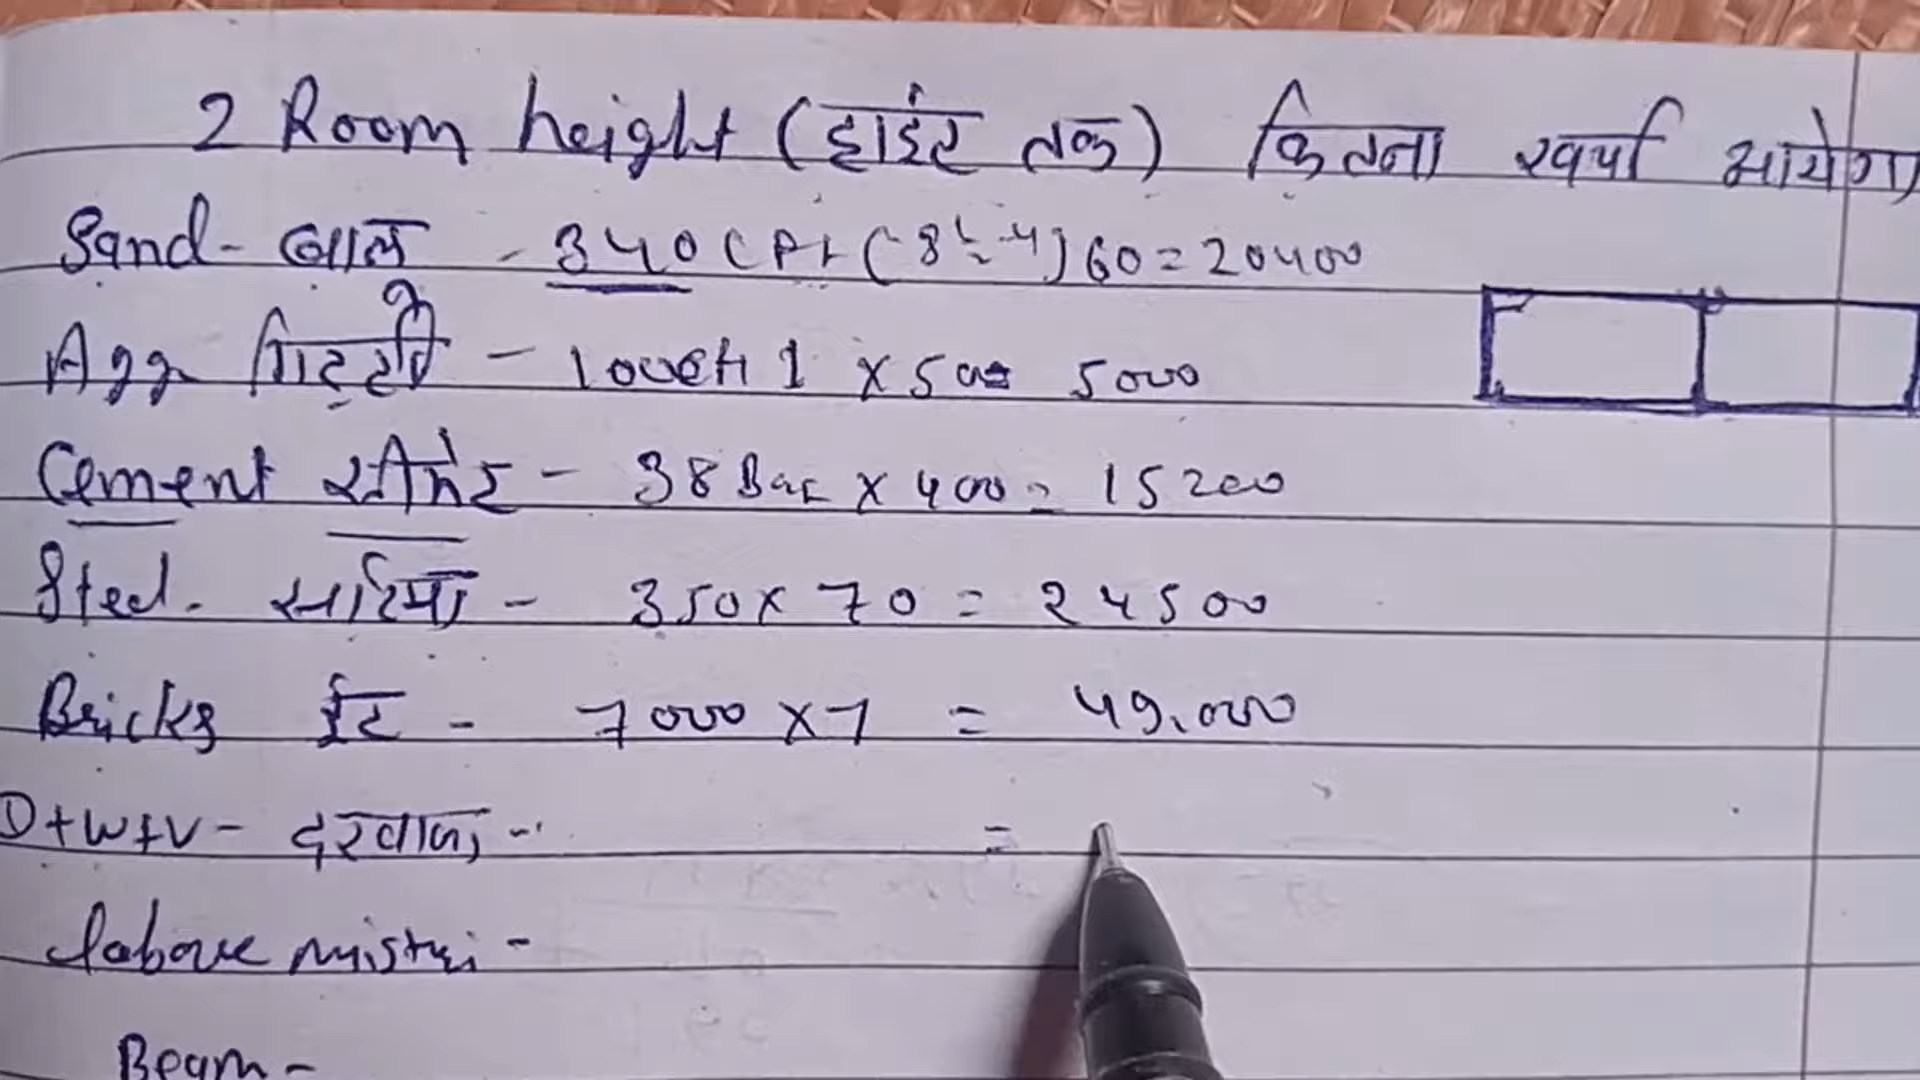 2 Room height (हाईट तक) कितना खर्चा आयेगा
Sand - बालू - 340 CFt (8"-4) 60 = 20400
Agg गिट्टी - 100 cft 1 x 50 = 5000
Cement सीमेंट - 38 Bag x 400 = 15200
Steel. सरिया - 350 x 70 = 24500
Bricks ईंट - 7000 x 7 = 49,000
D+W+V - दरवाजा - =
labour mistri -
Beam -